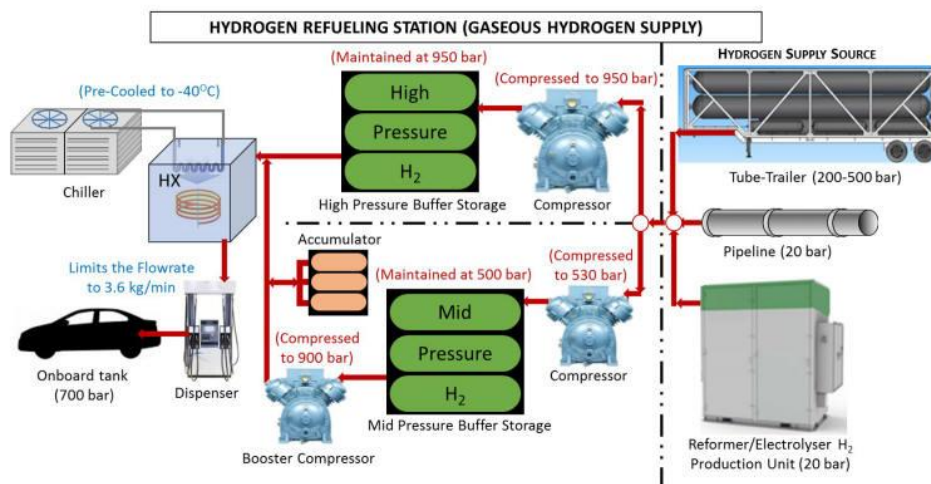 HYDROGEN REFUELING STATION (GASEOUS HYDROGEN SUPPLY)
HYDROGEN SUPPLY SOURCE
(Maintained at 950 bar)
(Compressed to 950 bar)
(Pre-Cooled to -40⁰C)
High
Pressure
H₂
HX
Chiller
High Pressure Buffer Storage
Compressor
Tube-Trailer (200-500 bar)
Pipeline (20 bar)
Accumulator
Limits the Flowrate
to 3.6 kg/min
(Maintained at 500 bar)
(Compressed
to 530 bar)
Mid
Pressure
H₂
(Compressed
to 900 bar)
Compressor
Onboard tank
(700 bar)
Dispenser
Mid Pressure Buffer Storage
Booster Compressor
Reformer/Electrolyser H₂
Production Unit (20 bar)